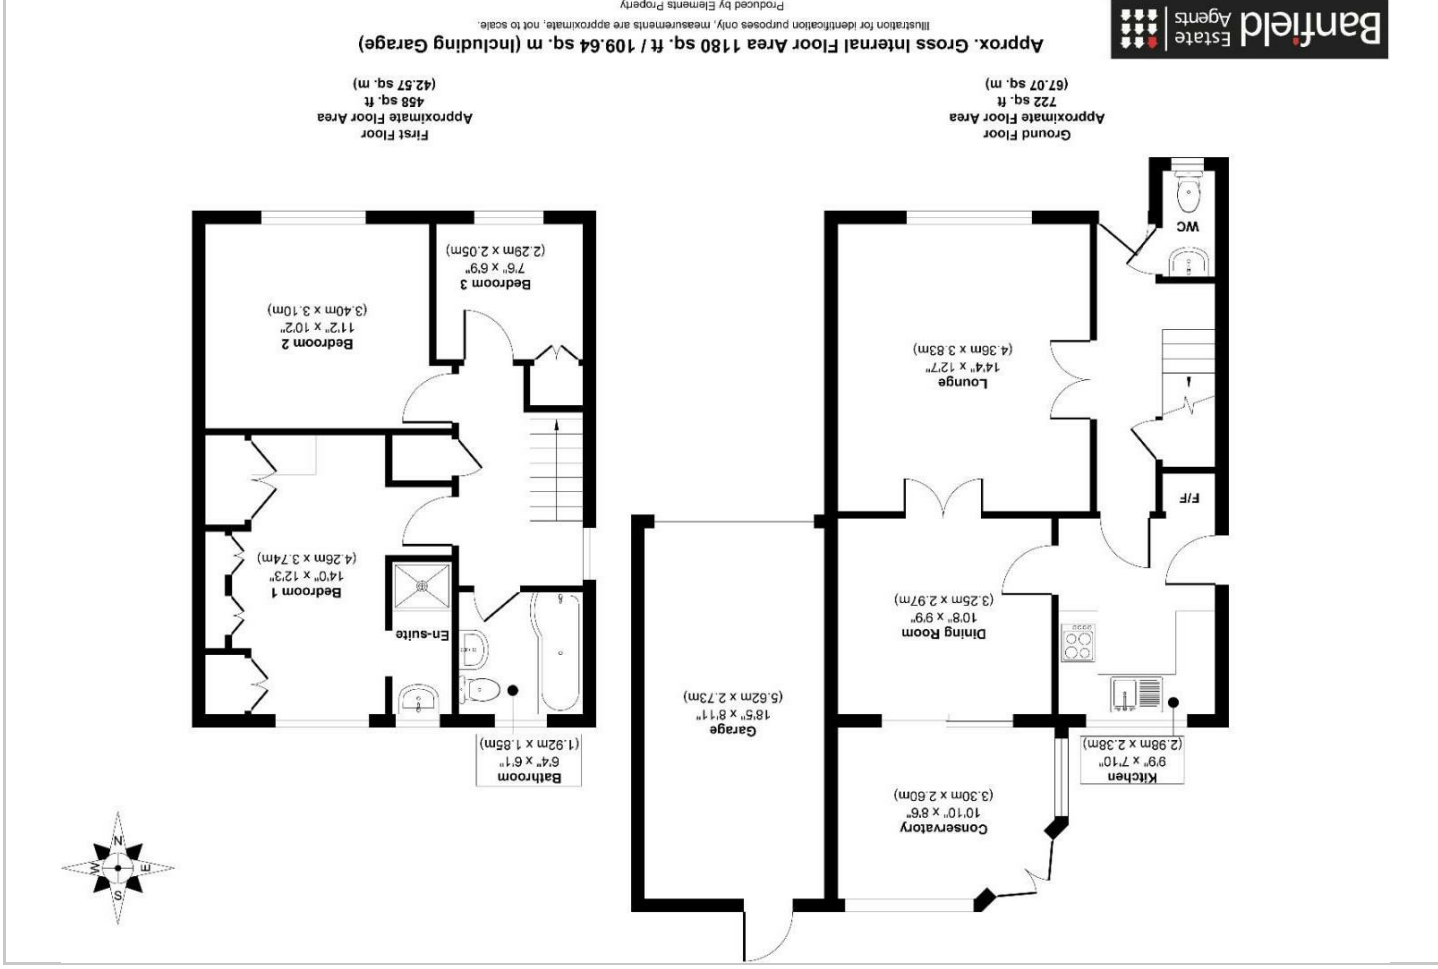 Conservatory
10'10" x 8'6"
(3.30m x 2.60m)
Kitchen
9'9" x 7'10"
(2.98m x 2.38m)
Garage
18'5" x 8'11"
(5.62m x 2.73m)
Dining Room
10'8" x 9'9"
(3.25m x 2.97m)
F/F
Lounge
14'4" x 12'7"
(4.36m x 3.83m)
WC
Ground Floor
Approximate Floor Area
722 sq. ft
(67.07 sq. m)
N
E
S
W
Bathroom
6'4" x 6'1"
(1.92m x 1.85m)
En-suite
Bedroom 1
14'0" x 12'3"
(4.26m x 3.74m)
Bedroom 2
11'2" x 10'2"
(3.40m x 3.10m)
Bedroom 3
7'6" x 6'9"
(2.29m x 2.05m)
First Floor
Approximate Floor Area
458 sq. ft
(42.57 sq. m)
Banfield
Estate
Agents
Approx. Gross Internal Floor Area 1180 sq. ft / 109.64 sq. m (Including Garage)
Illustration for identification purposes only, measurements are approximate, not to scale.
Produced by Elements Property